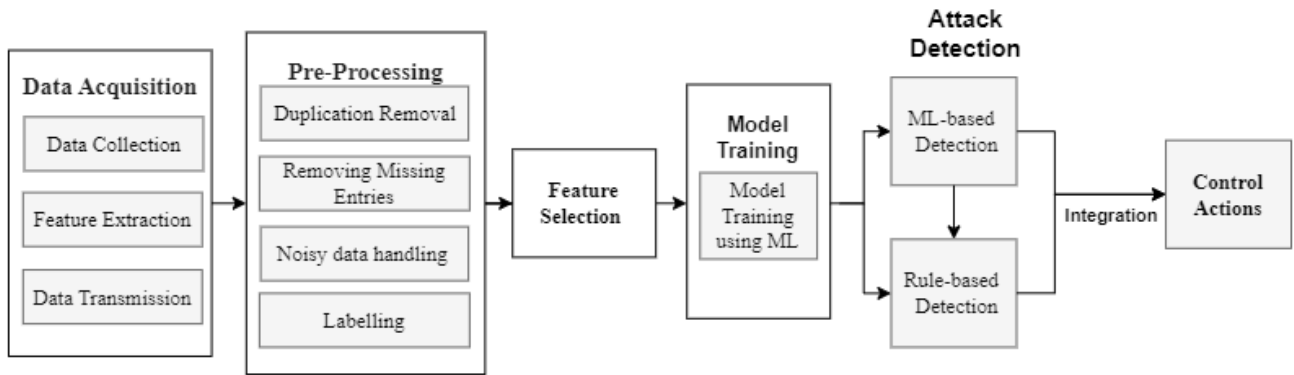 Data Acquisition
Data Collection
Feature Extraction
Data Transmission
Pre-Processing
Duplication Removal
Removing Missing
Entries
Noisy data handling
Labelling
Feature
Selection
Model
Training
Model
Training
using ML
Attack
Detection
ML-based
Detection
Rule-based
Detection
Integration
Control
Actions